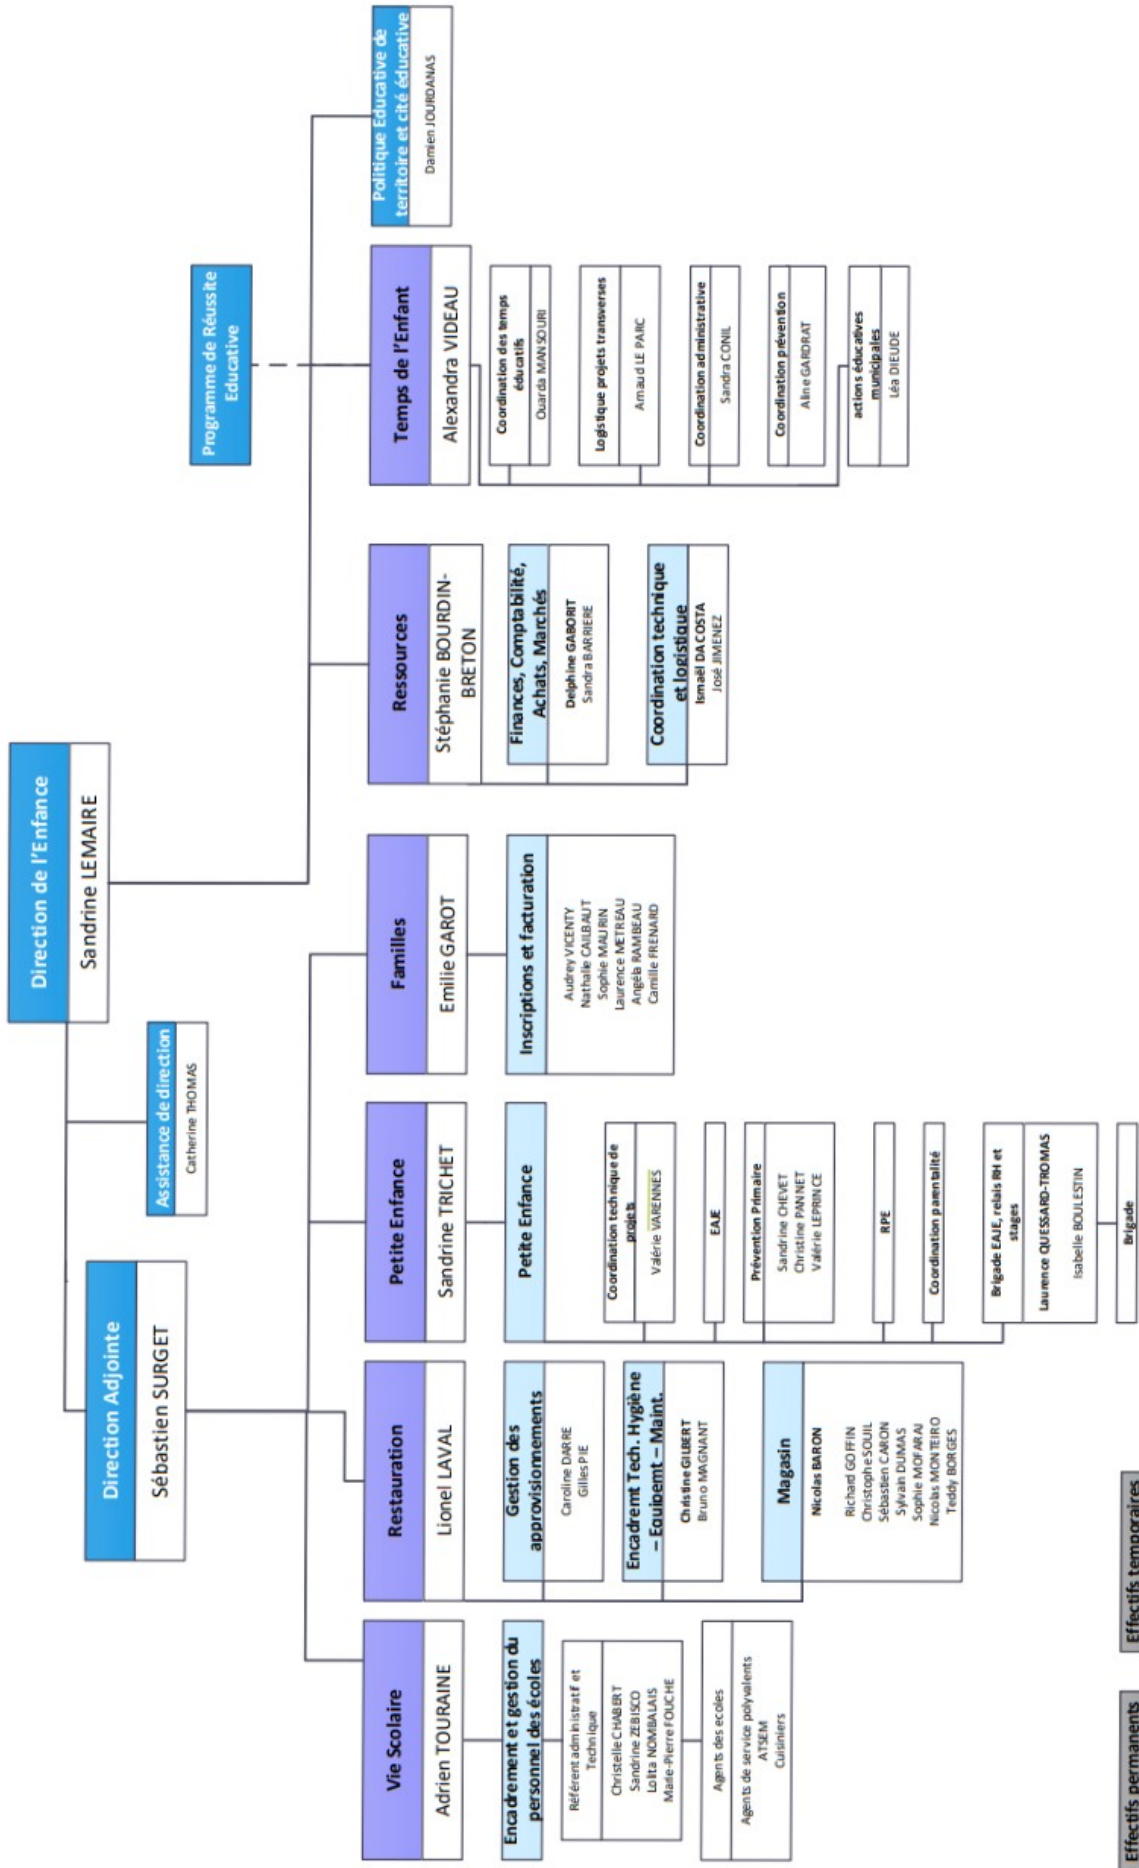 Direction de l'Enfance
Sandrine LEMAIRE
Assistance de direction
Catherine THOMAS
Direction Adjointe
Sébastien SURGET
Programme de Réussite
Educative
Politique Educative de
territoire et cité éducative
Damien JOURDANAS
Vie Scolaire
Adrien TOURAINE
Encadrement et gestion du
personnel des écoles
Référent administratif et
Technique
Christelle CHABERT
Sandrine ZEBISCO
Lolita NOMBALAIS
Marie-Pierre FOUCHE
Agents des ecoles
Agents de service polyvalents
ATSEM
Cuisiniers
Restauration
Lionel LAVAL
Gestion des
approvisionnements
Caroline DARRE
Gilles PIE
Encadremt Tech. Hygiène
– Equipemt – Maint.
Christine GILBERT
Bruno MAGNANT
Magasin
Nicolas BARON
Richard GOFFIN
Christophe SOUIL
Sébastien CARON
Sylvain DUMAS
Sophie MOFARAJ
Nicolas MONTEIRO
Teddy BORGES
Petite Enfance
Sandrine TRICHET
Petite Enfance
Coordination technique de
projets
Valérie VARENNES
EAJE
Prévention Primaire
Sandrine CHEVET
Christine PANNET
Valérie LEPRINCE
RPE
Coordination parentalité
Brigade EAJE, relais RH et
stages
Laurence QUESSARD-TROMAS
Isabelle BOULESTIN
Brigade
Familles
Emilie GAROT
Inscriptions et facturation
Audrey VICENTY
Nathalie CAILBAUT
Sophie MAURIN
Laurence METREAU
Angéla RAMBEAU
Camille FRENARD
Ressources
Stéphanie BOURDIN-
BRETON
Finances, Comptabilité,
Achats, Marchés
Delphine GABORIT
Sandra BARRIERE
Coordination technique
et logistique
Ismaël DA COSTA
José JIMENEZ
Temps de l'Enfant
Alexandra VIDEAU
Coordination des temps
éducatifs
Ouarda MANSOURI
Logistique projets transverses
Arnaud LE PARC
Coordination administrative
Sandra CONIL
Coordination prévention
Aline GARDRAT
actions éducatives
municipales
Léa DIEUDE
Effectifs permanents
Effectifs temporaires